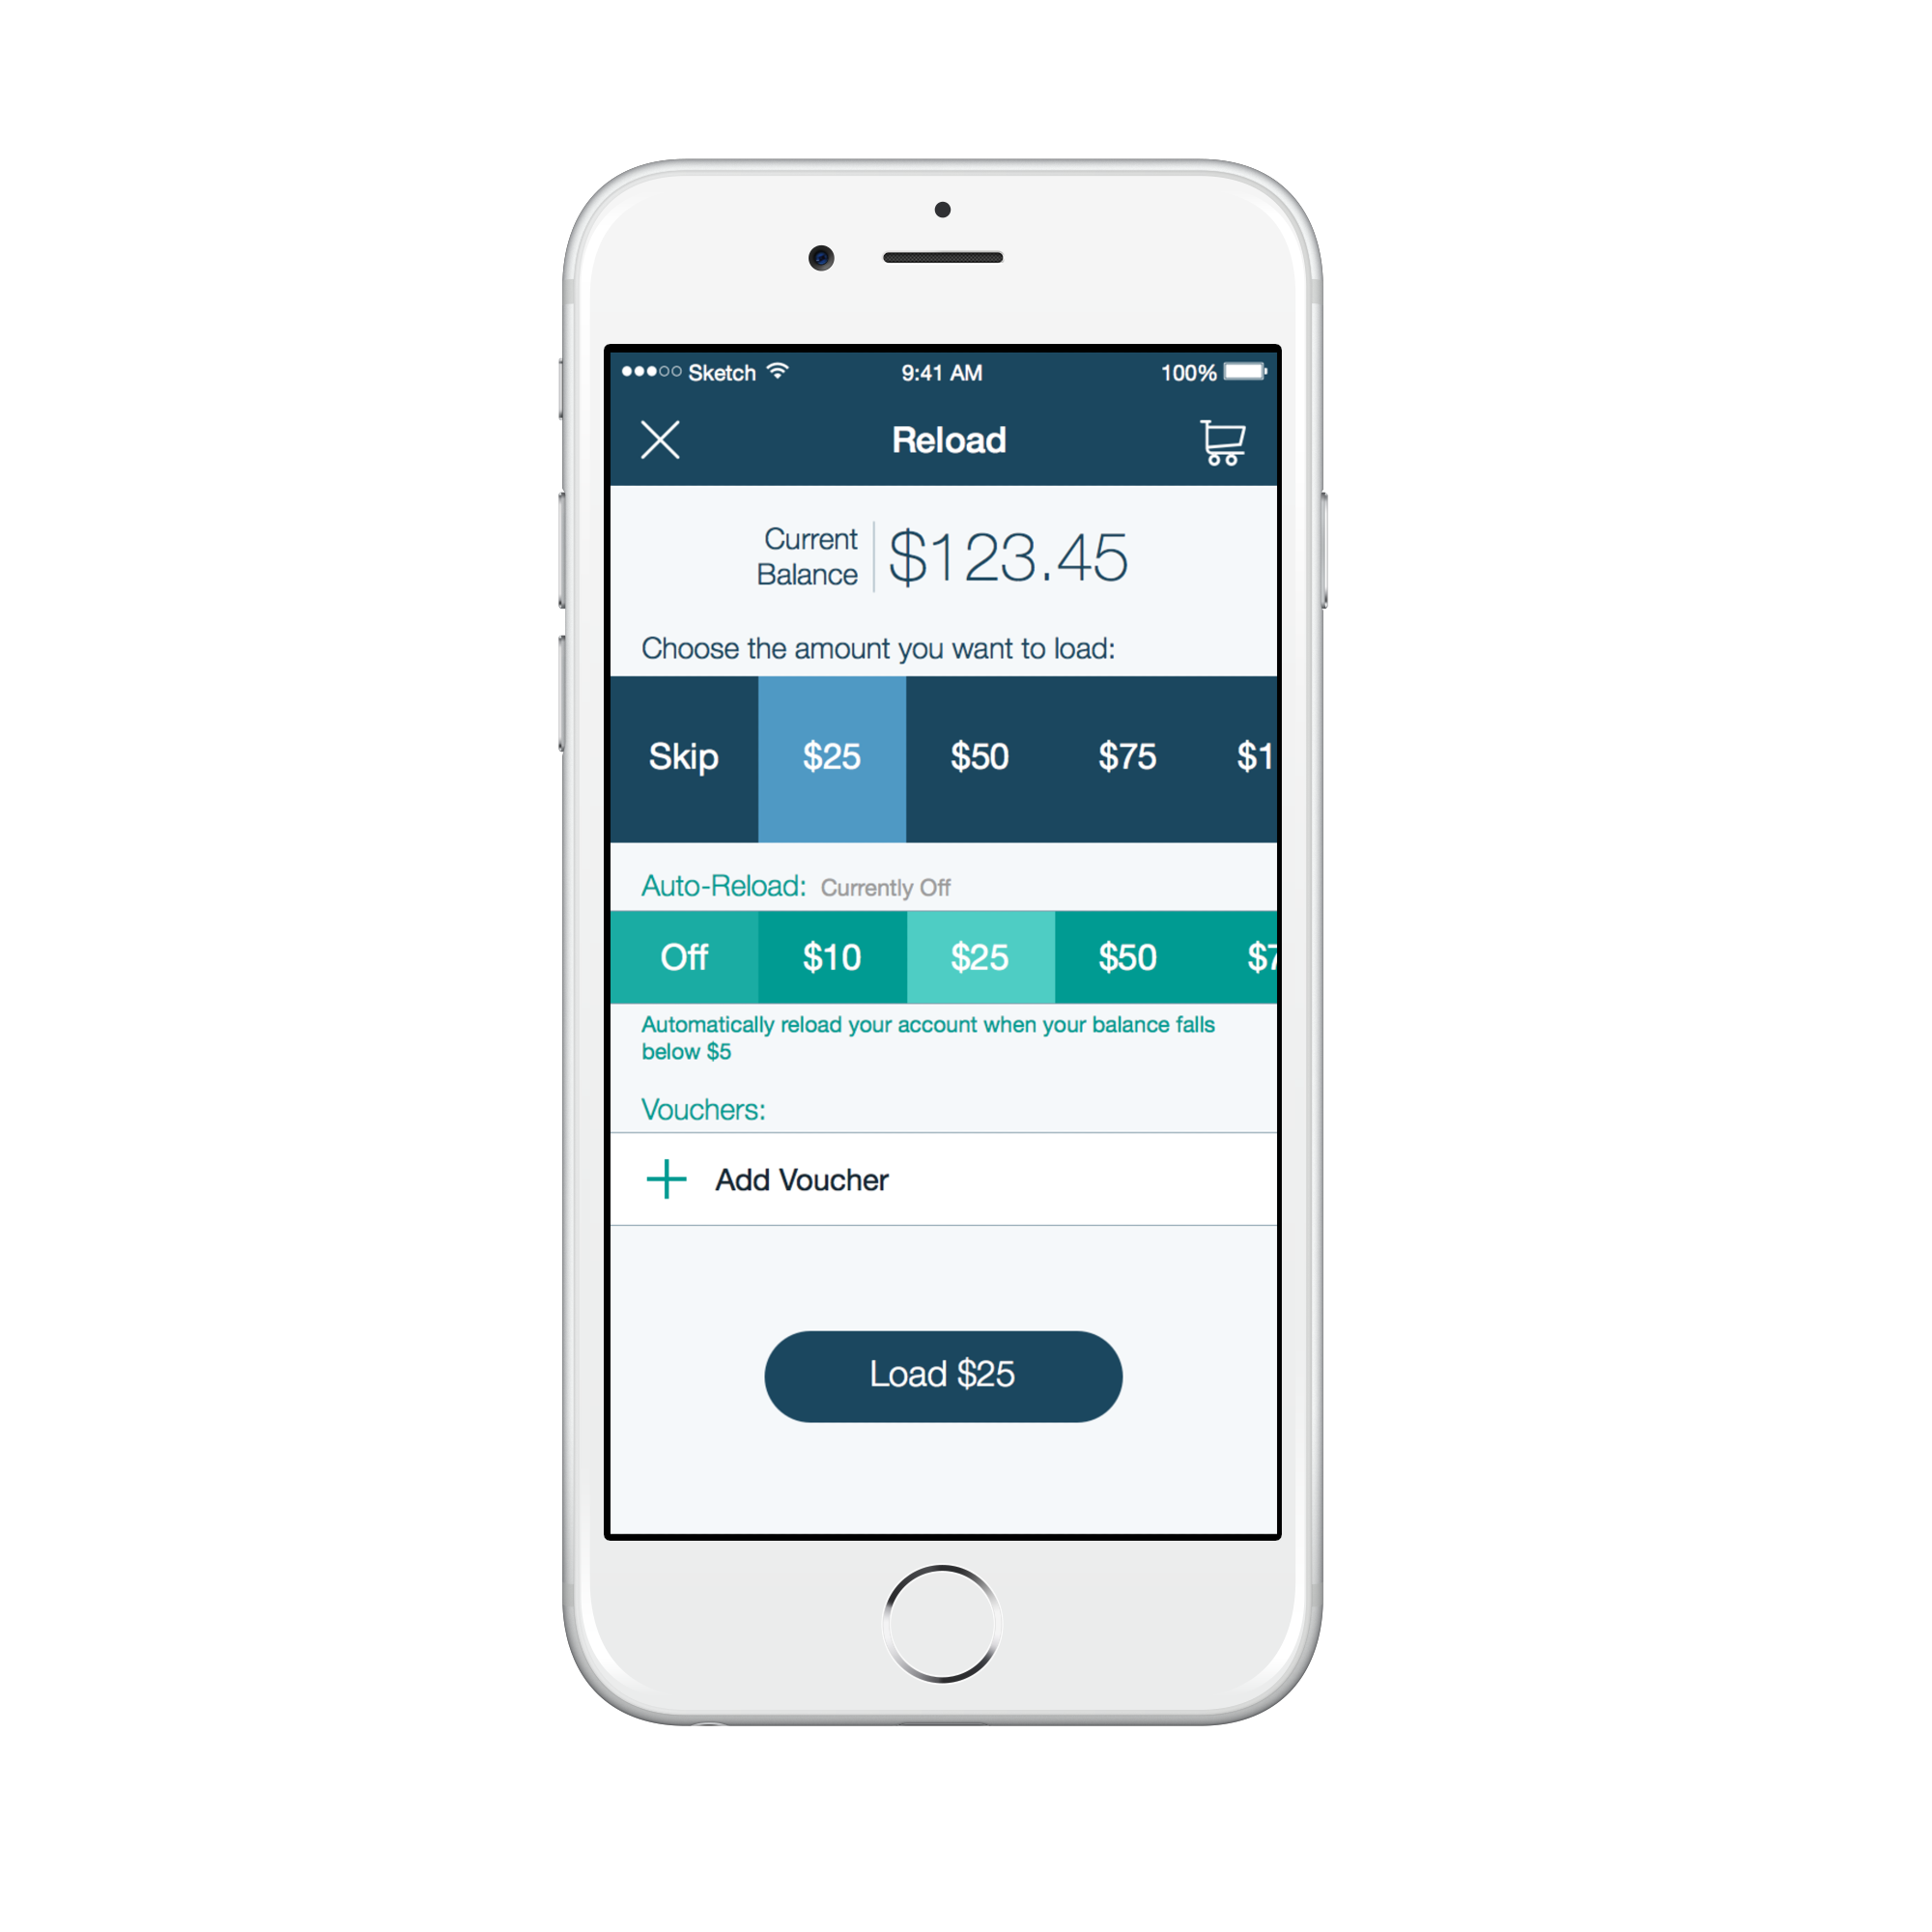 Sketch 9:41 AM 100%
Reload
Current
Balance
$123.45
Choose the amount you want to load:
Skip $25 $50 $75 $1
Auto-Reload: Currently Off
Off $10 $25 $50 $7
Automatically reload your account when your balance falls
below $5
Vouchers:
Add Voucher
Load $25